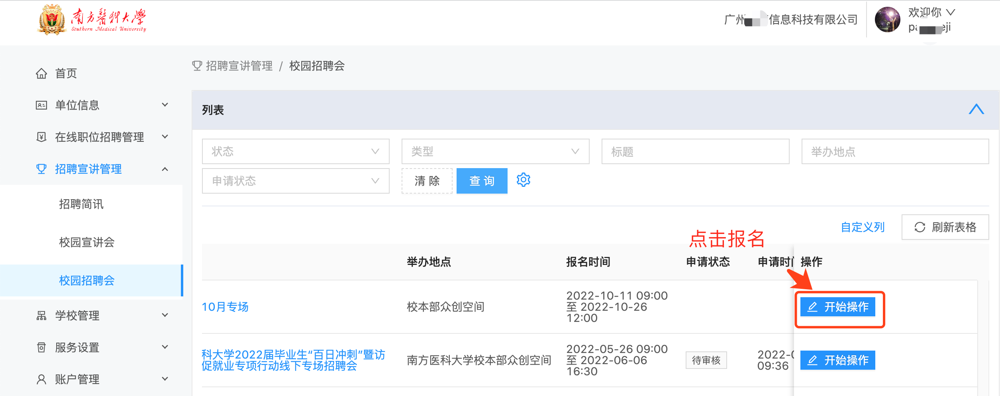 南方醫科大學
Southern Medical University
广州
信息科技有限公司
欢迎你
首页
单位信息
在线职位招聘管理
招聘宣讲管理
招聘简讯
校园宣讲会
校园招聘会
学校管理
服务设置
账户管理
招聘宣讲管理 / 校园招聘会
列表
状态
类型
标题
举办地点
申请状态
清 除
查 询
自定义列
刷新表格
点击报名
举办地点
报名时间
申请状态
申请时
操作
10月专场
校本部众创空间
2022-10-11 09:00
至 2022-10-26
12:00
开始操作
科大学2022届毕业生“百日冲刺”暨访
促就业专项行动线下专场招聘会
南方医科大学校本部众创空间
2022-05-26 09:00
至 2022-06-06
16:30
待审核
2022-
09:36
开始操作